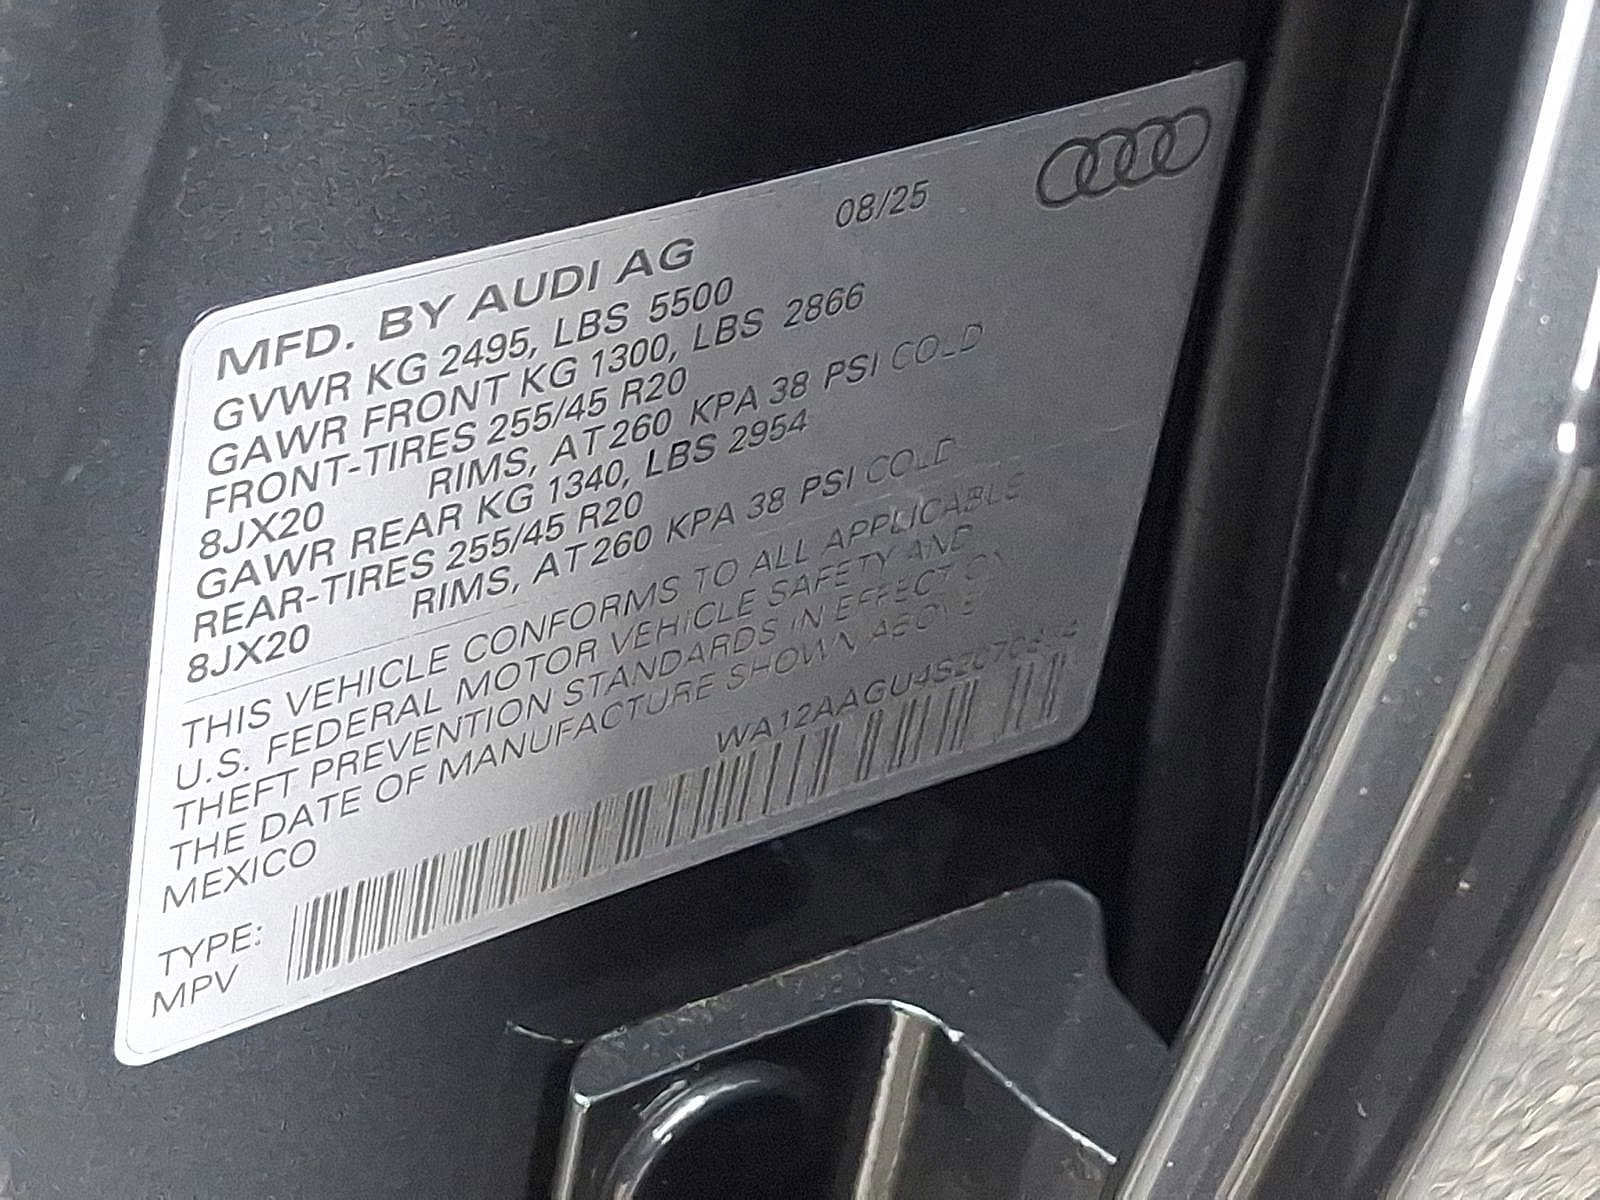 08/25
MFD. BY AUDI AG
GVWR KG 2495, LBS 5500
GAWR FRONT KG 1300, LBS 2866
FRONT-TIRES 255/45 R20
8JX20 RIMS, AT 260 KPA 38 PSI COLD
GAWR REAR KG 1340, LBS 2954
REAR-TIRES 255/45 R20
8JX20 RIMS, AT 260 KPA 38 PSI COLD
THIS VEHICLE CONFORMS TO ALL APPLICABLE
U.S. FEDERAL MOTOR VEHICLE SAFETY AND
THEFT PREVENTION STANDARDS IN EFFECT ON
THE DATE OF MANUFACTURE SHOWN ABOVE
MEXICO
TYPE:
MPV